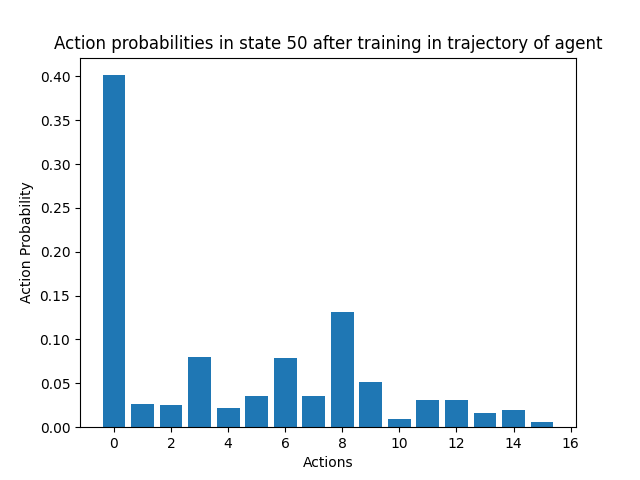 Action probabilities in state 50 after training in trajectory of agent
0.40
0.35
0.30
0.25
0.20
0.15
0.10
0.05
0.00
Action Probability
0 2 4 6 8 10 12 14 16
Actions